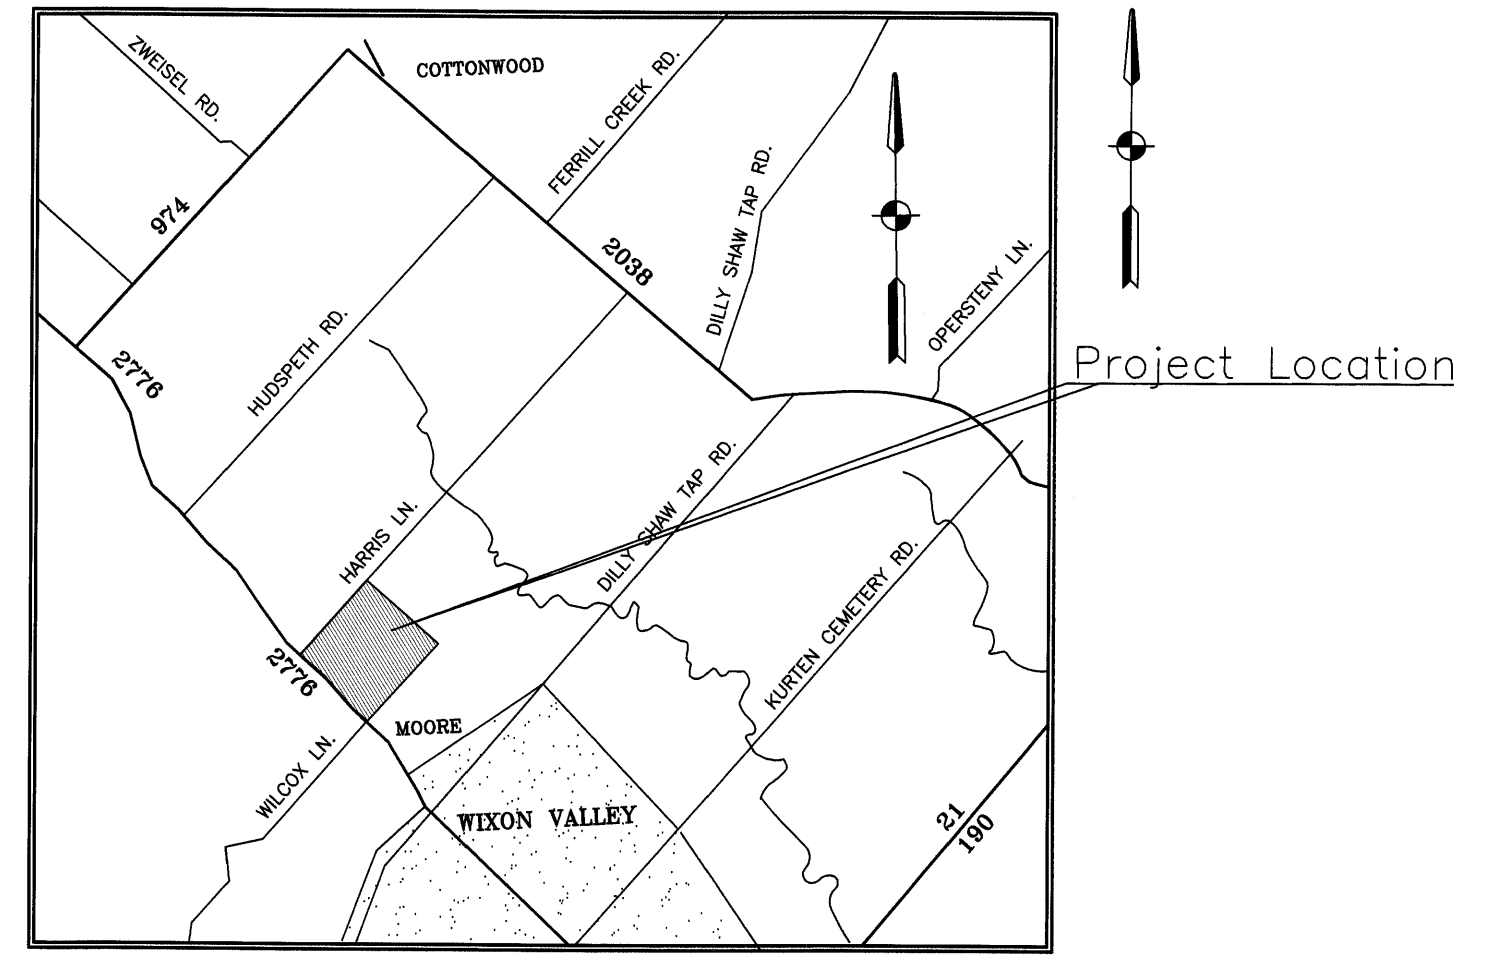 ZWEISEL RD.
COTTONWOOD
FERRILL CREEK RD.
974
2038
DILLY SHAW TAP RD.
OPERSTENY LN.
2776
HUDSPETH RD.
Project Location
HARRIS LN.
DILLY SHAW TAP RD.
KURTEN CEMETERY RD.
2776
MOORE
WILCOX LN.
WIXON VALLEY
21
190